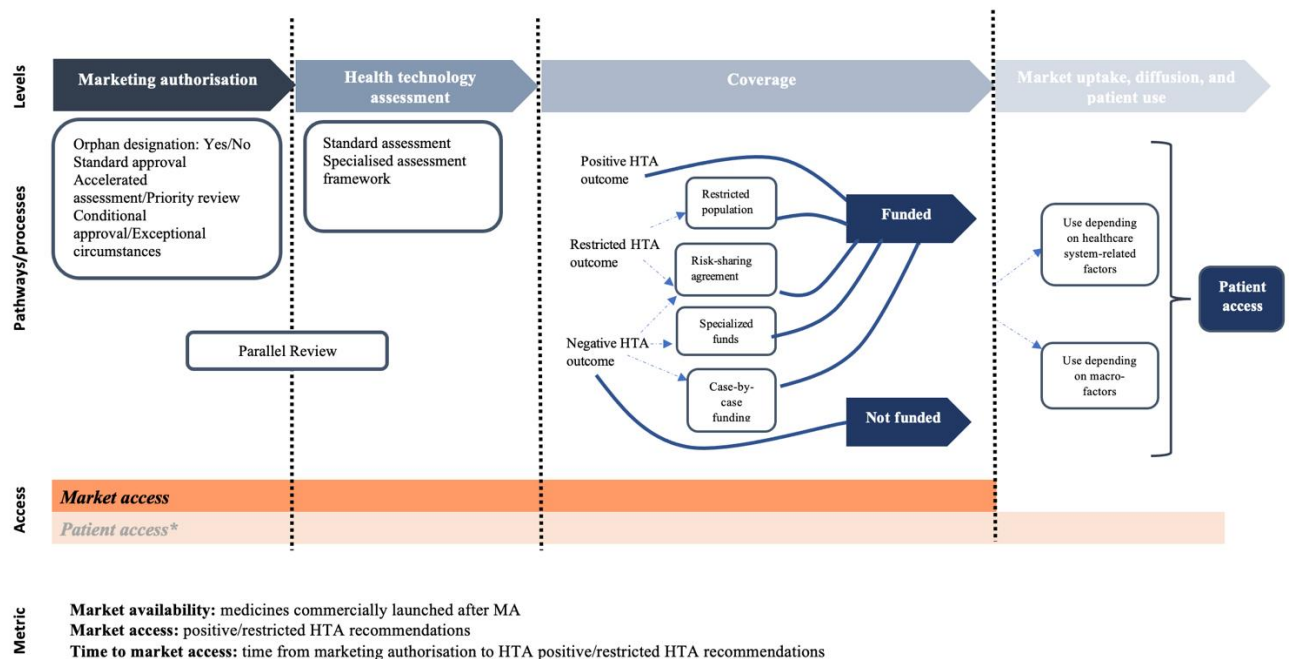 Levels
Marketing authorisation
Health technology
assessment
Coverage
Market uptake, diffusion, and
patient use
Pathways/processes
Orphan designation: Yes/No
Standard approval
Accelerated
assessment/Priority review
Conditional
approval/Exceptional
circumstances
Standard assessment
Specialised assessment
framework
Parallel Review
Positive HTA
outcome
Restricted
population
Restricted HTA
outcome
Risk-sharing
agreement
Specialized
funds
Negative HTA
outcome
Case-by-
case
funding
Funded
Not funded
Use depending
on healthcare
system-related
factors
Use depending
on macro-
factors
Patient
access
Access
Market access
Patient access*
Metric
Market availability: medicines commercially launched after MA
Market access: positive/restricted HTA recommendations
Time to market access: time from marketing authorisation to HTA positive/restricted HTA recommendations